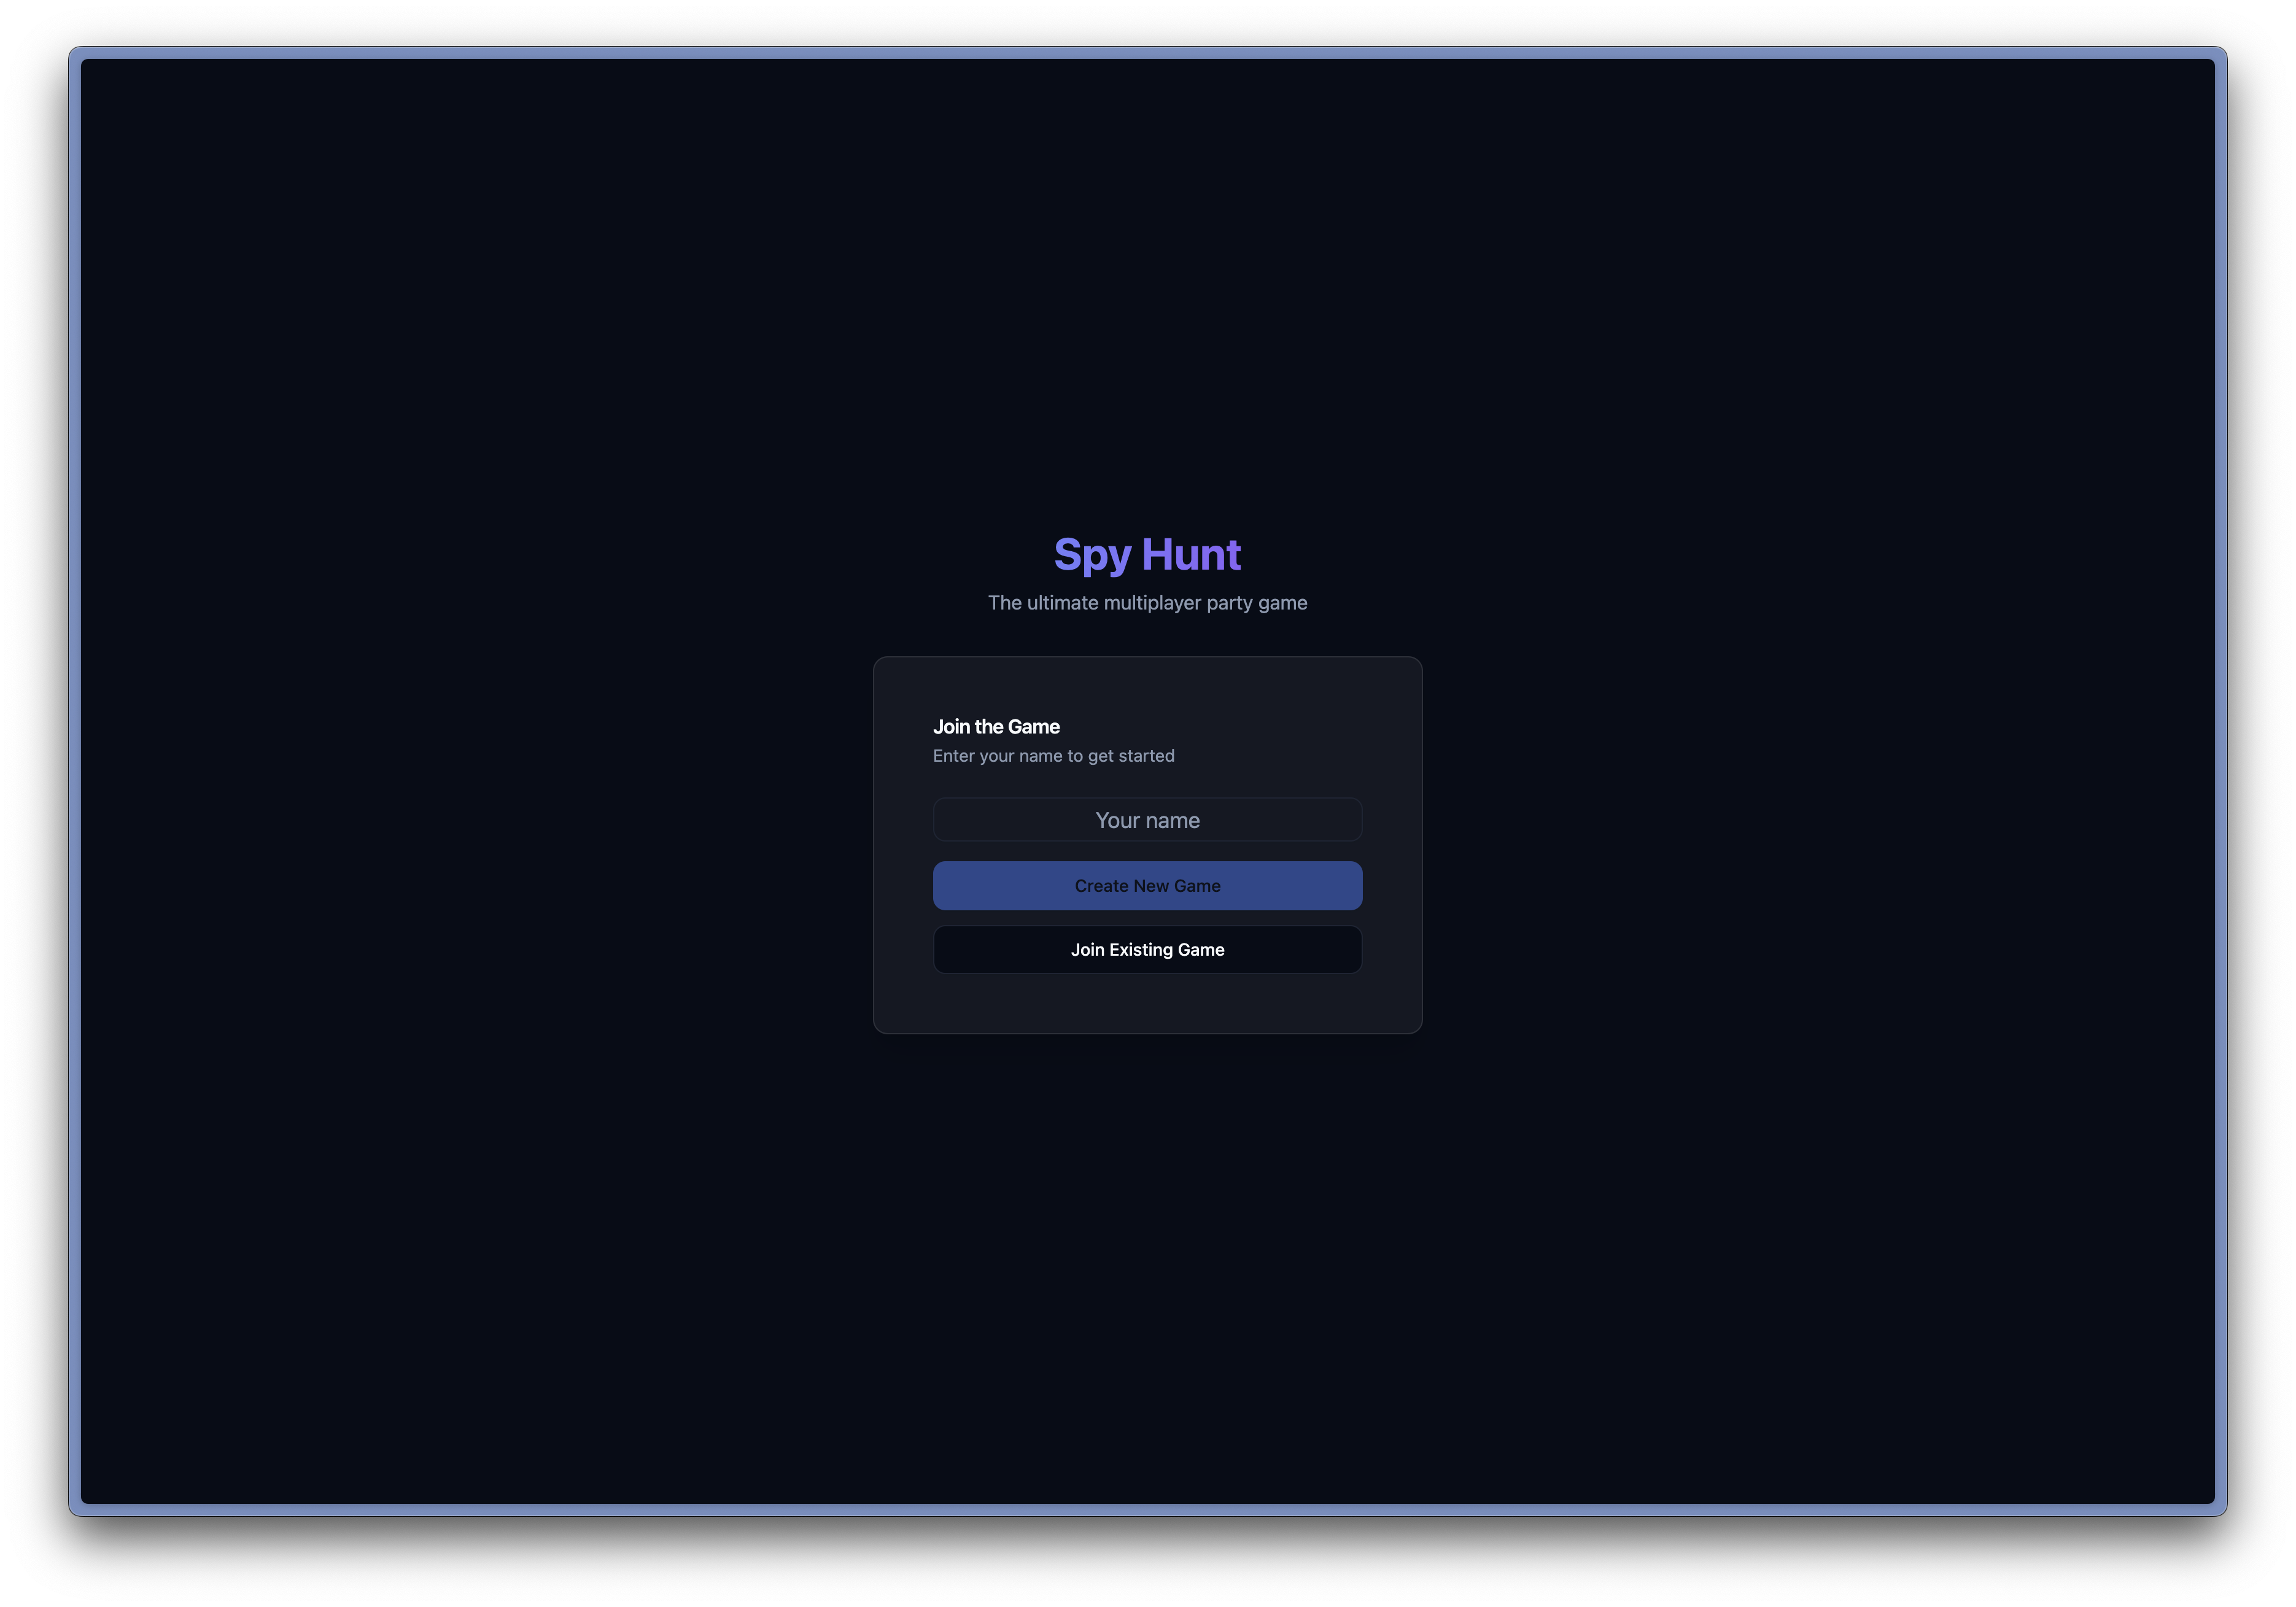 Spy Hunt
The ultimate multiplayer party game
Join the Game
Enter your name to get started
Your name
Create New Game
Join Existing Game